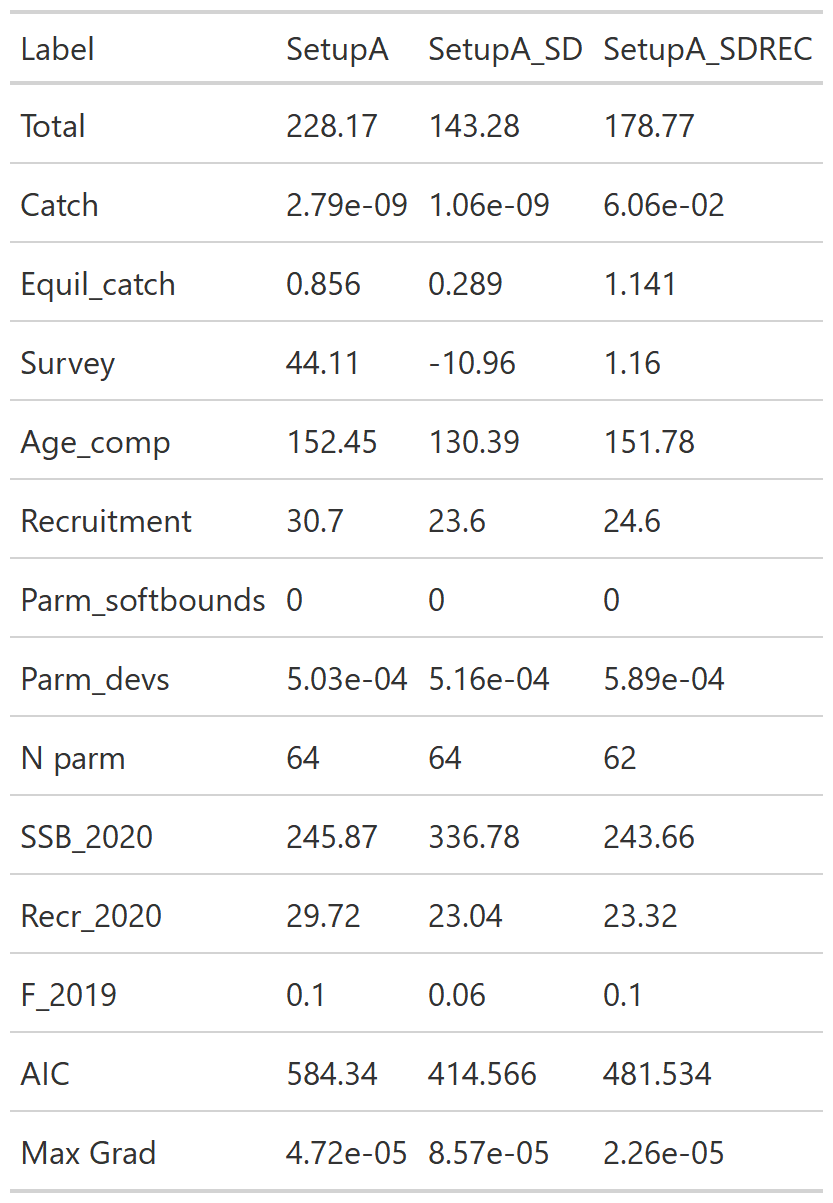 Label SetupA SetupA_SD SetupA_SDREC
Total 228.17 143.28 178.77
Catch 2.79e-09 1.06e-09 6.06e-02
Equil_catch 0.856 0.289 1.141
Survey 44.11 -10.96 1.16
Age_comp 152.45 130.39 151.78
Recruitment 30.7 23.6 24.6
Parm_softbounds 0 0 0
Parm_devs 5.03e-04 5.16e-04 5.89e-04
N parm 64 64 62
SSB_2020 245.87 336.78 243.66
Recr_2020 29.72 23.04 23.32
F_2019 0.1 0.06 0.1
AIC 584.34 414.566 481.534
Max Grad 4.72e-05 8.57e-05 2.26e-05